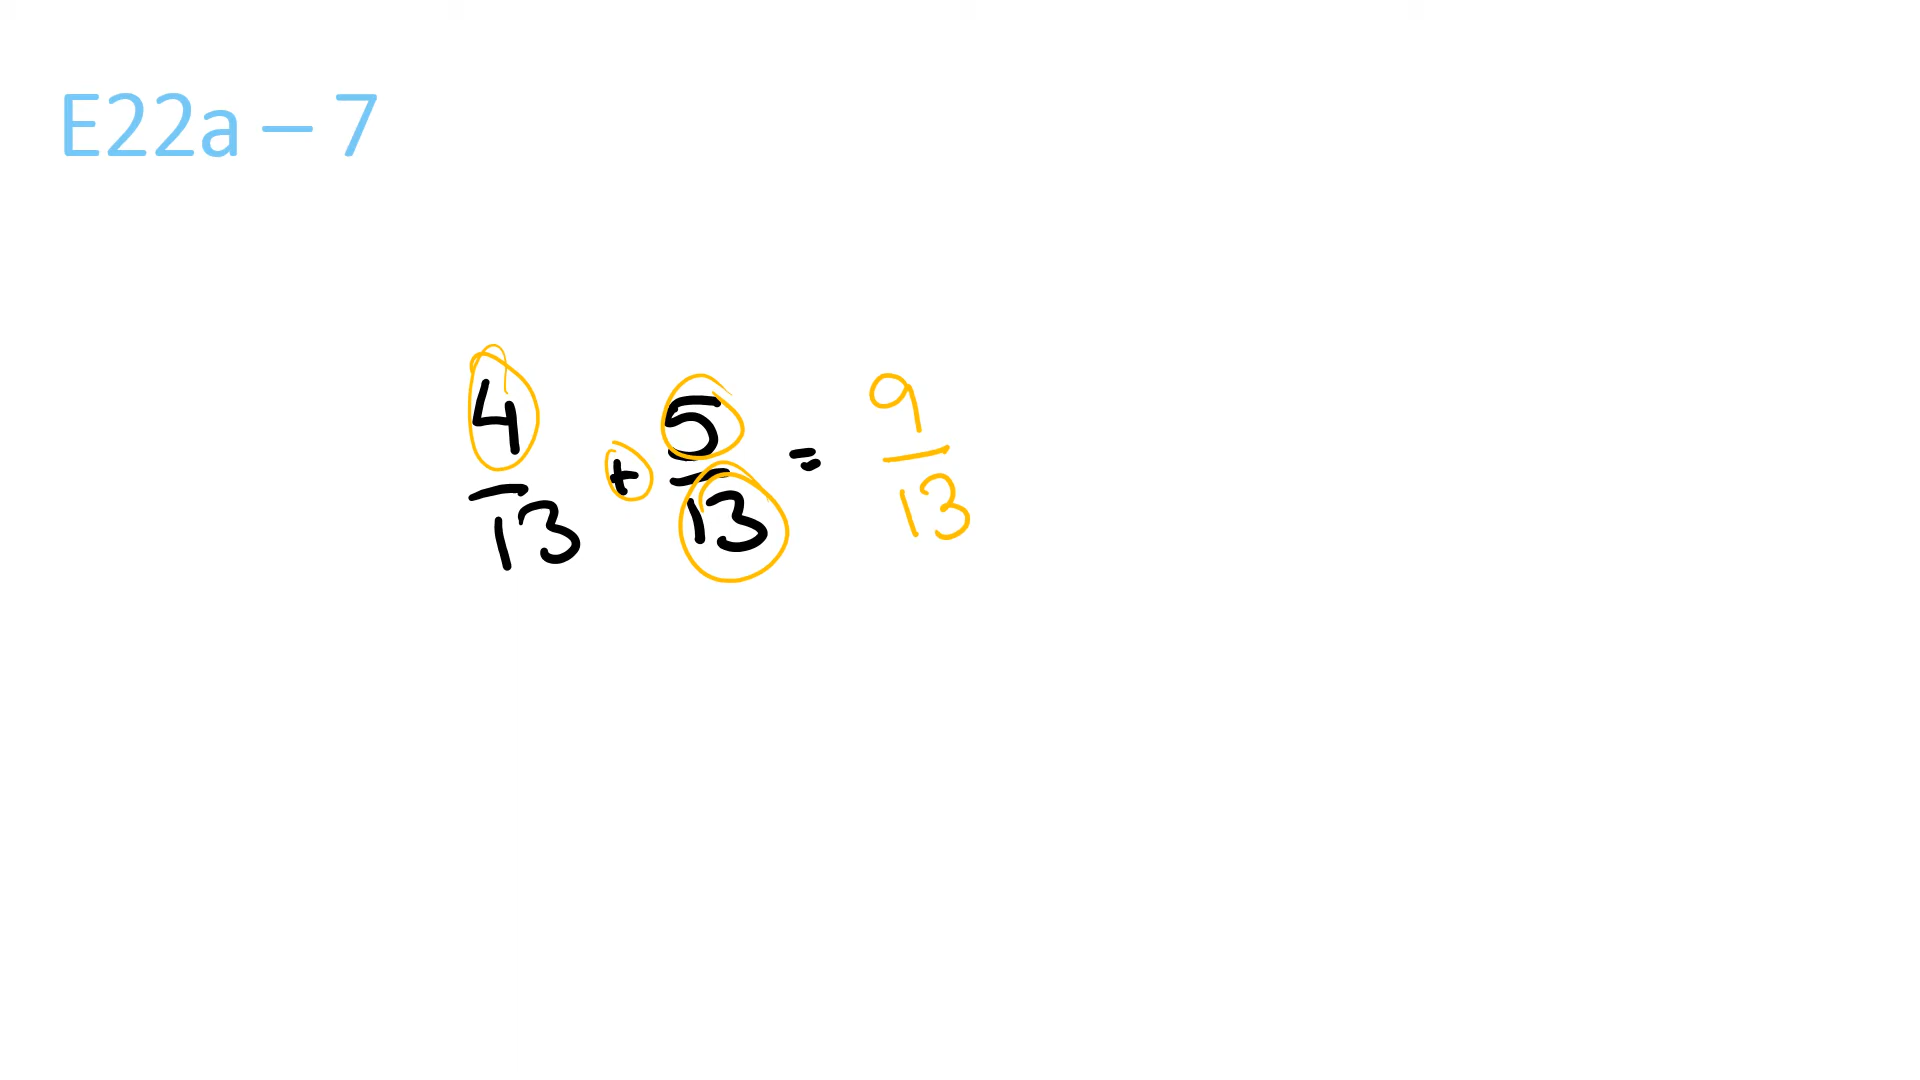 E22a – 7
4/13 + 5/13 = 9/13